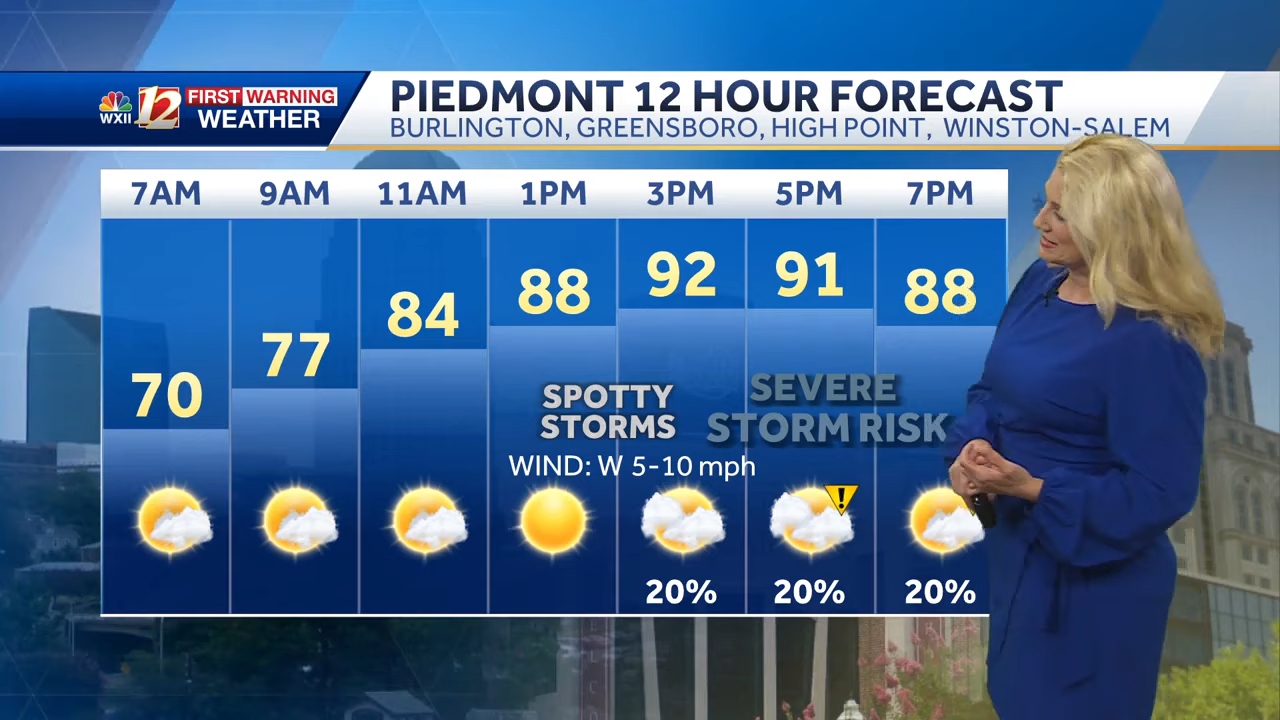 WXII 12 FIRST WARNING
WEATHER
PIEDMONT 12 HOUR FORECAST
BURLINGTON, GREENSBORO, HIGH POINT, WINSTON-SALEM
7AM 9AM 11AM 1PM 3PM 5PM 7PM
70 77 84 88 92 91 88
SPOTTY
STORMS
SEVERE
STORM RISK
WIND: W 5-10 mph
!
20% 20% 20%